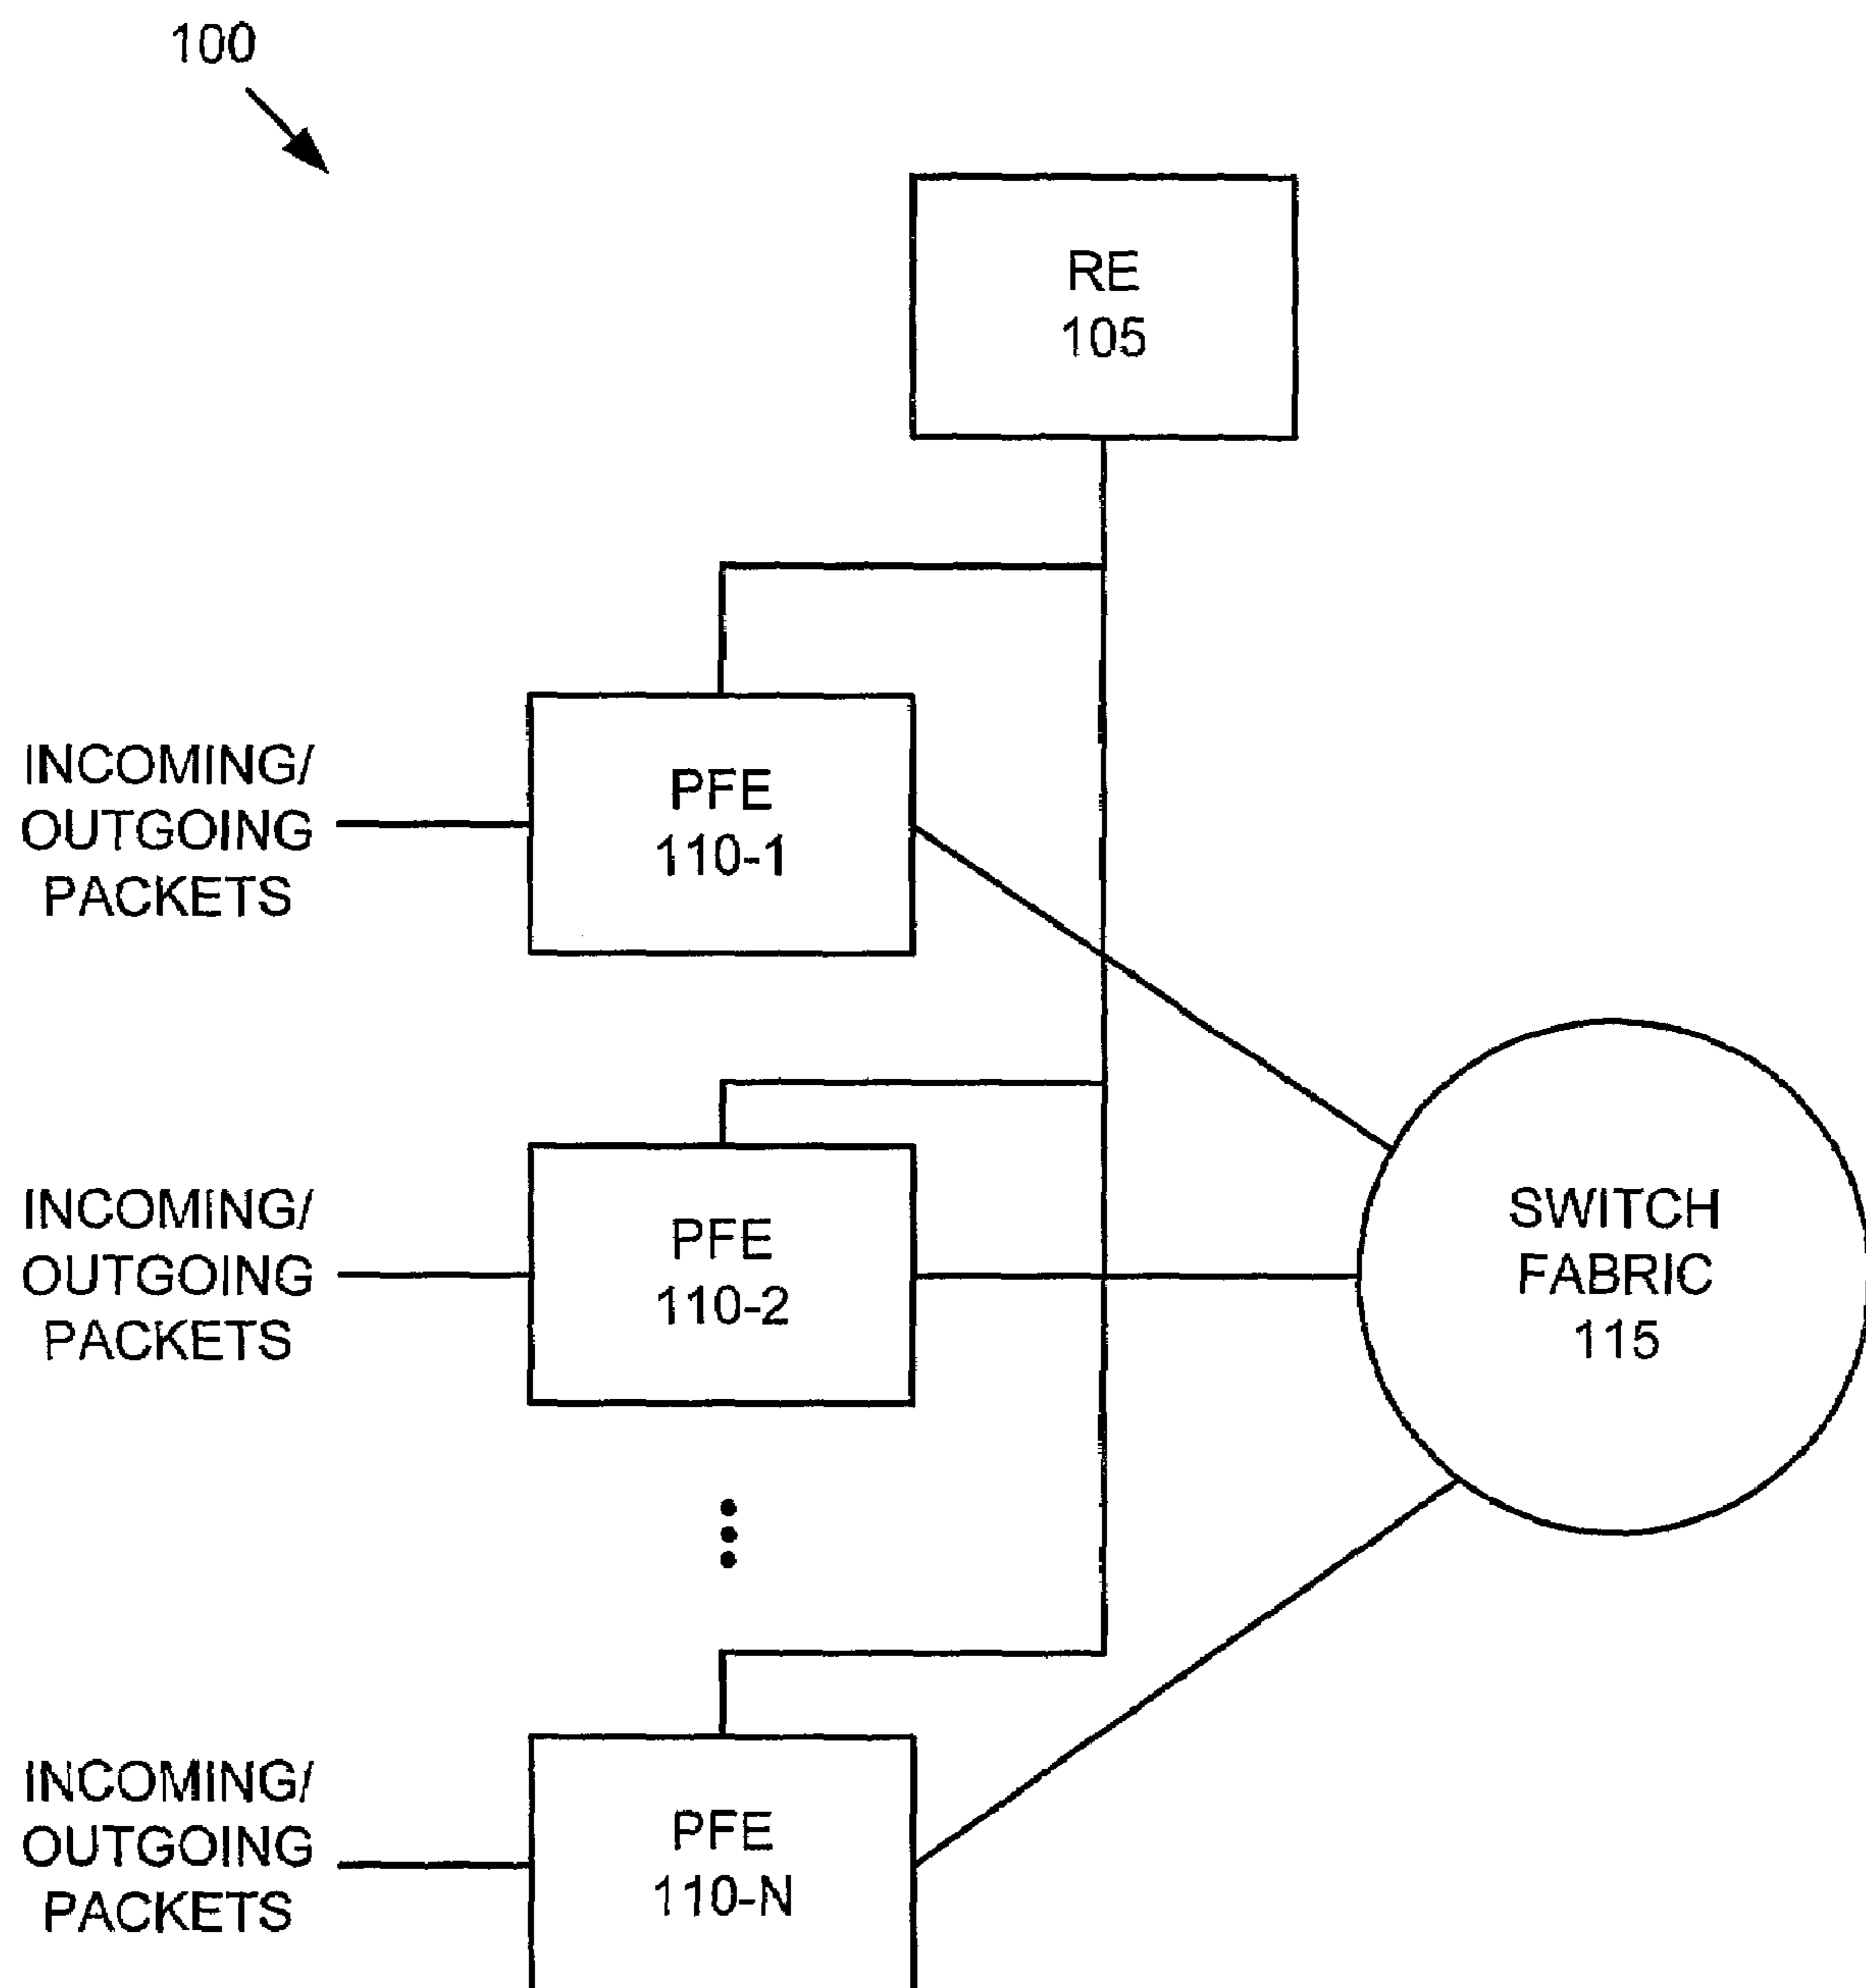 100
RE
105
INCOMING/
OUTGOING
PACKETS
PFE
110-1
INCOMING/
OUTGOING
PACKETS
PFE
110-2
SWITCH
FABRIC
115
INCOMING/
OUTGOING
PACKETS
PFE
110-N